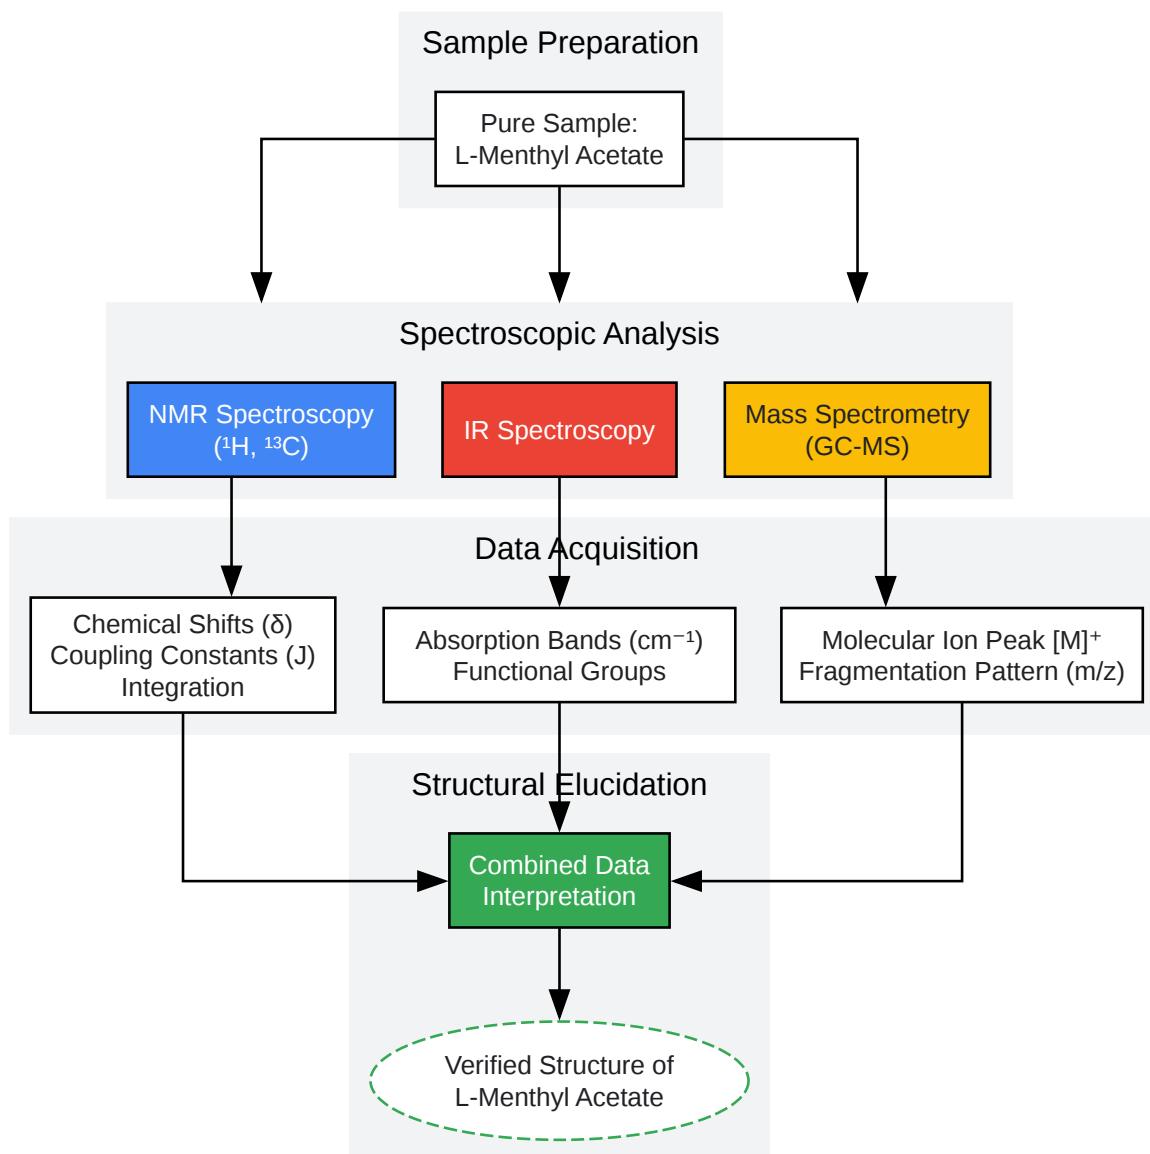 Sample Preparation
Pure Sample:
L-Menthyl Acetate
Spectroscopic Analysis
NMR Spectroscopy
(¹H, ¹³C)
IR Spectroscopy
Mass Spectrometry
(GC-MS)
Data Acquisition
Chemical Shifts (δ)
Coupling Constants (J)
Integration
Absorption Bands (cm⁻¹)
Functional Groups
Molecular Ion Peak [M]⁺
Fragmentation Pattern (m/z)
Structural Elucidation
Combined Data
Interpretation
Verified Structure of
L-Menthyl Acetate